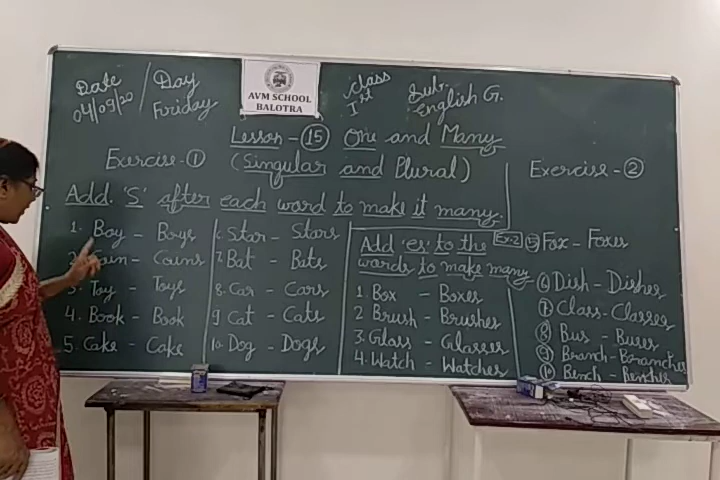 Date
04/09/20
Day
Friday
AVM SCHOOL
BALOTRA
Class
Ist
Sub-
English G.
Lesson - 15 One and Many
(Singular and Plural)
Exercise - 1
Add. 'S' after each word to make it many.
1. Boy - Boys
2. Coin - Coins
3. Toy - Toys
4. Book - Book
5. Cake - Cake
6. Star - Stars
7. Bat - Bats
8. Car - Cars
9. Cat - Cats
10. Dog - Dogs
Exercise - 2
Add 'es' to the Ex-2
words to make many
1. Box - Boxes
2 Brush - Brushes
3. Glass - Glasses
4. Watch - Watches
5 Fox - Foxes
6 Dish - Dishes
7 Class - Classes
8 Bus - Buses
9 Branch - Branches
10 Bench - Benches